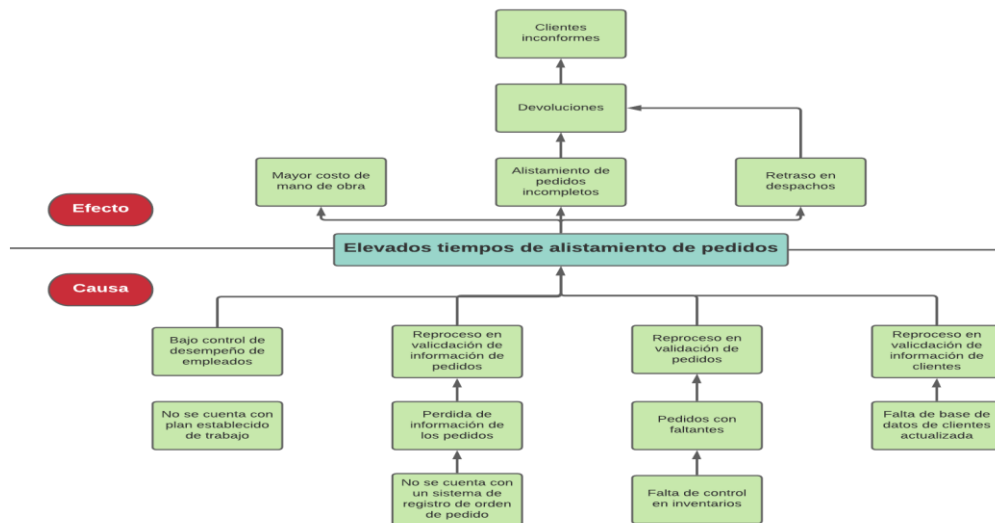 Clientes
inconformes
Devoluciones
Mayor costo de
mano de obra
Alistamiento de
pedidos
incompletos
Retraso en
despachos
Efecto
Elevados tiempos de alistamiento de pedidos
Causa
Bajo control de
desempeño de
empleados
Reproceso en
valicdación de
información de
pedidos
Reproceso en
validación de
pedidos
Reproceso en
valicdación de
información de
clientes
No se cuenta con
plan establecido
de trabajo
Perdida de
información de
los pedidos
Pedidos con
faltantes
Falta de base de
datos de clientes
actualizada
No se cuenta con
un sistema de
registro de orden
de pedido
Falta de control
en inventarios